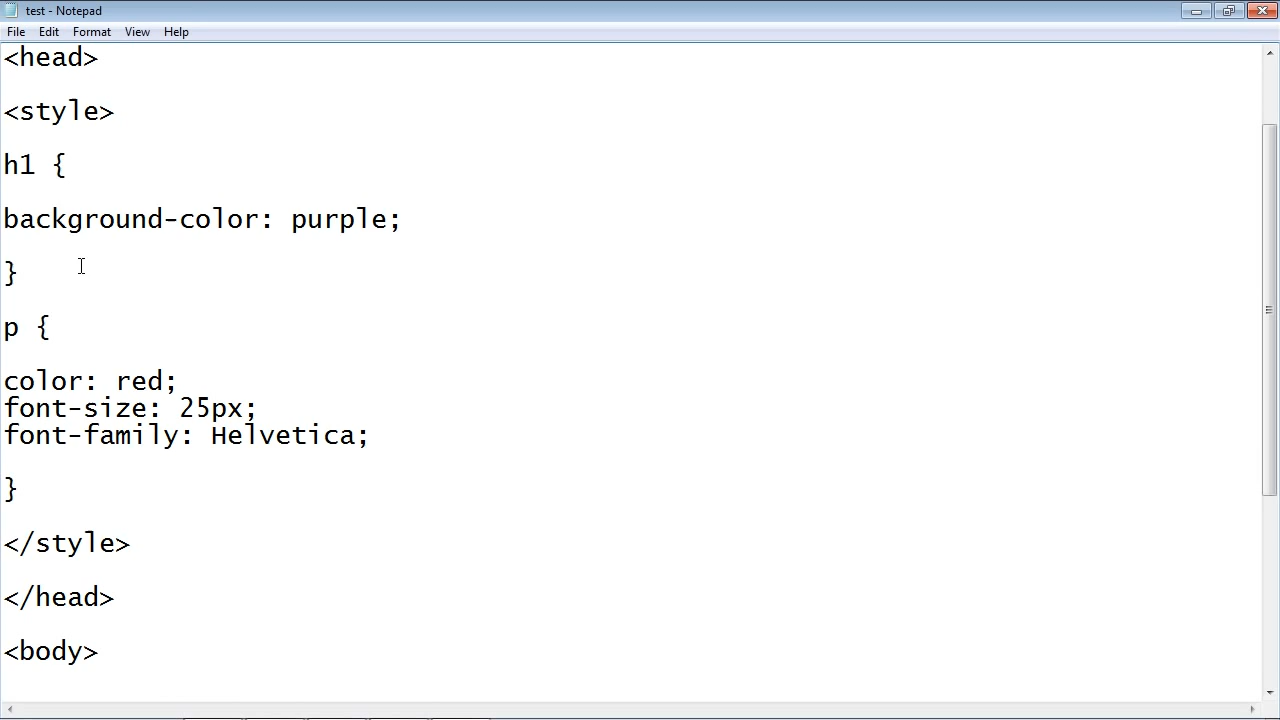 test - Notepad
File Edit Format View Help
<head>
<style>
h1 {
background-color: purple;
}
p {
color: red;
font-size: 25px;
font-family: Helvetica;
}
</style>
</head>
<body>